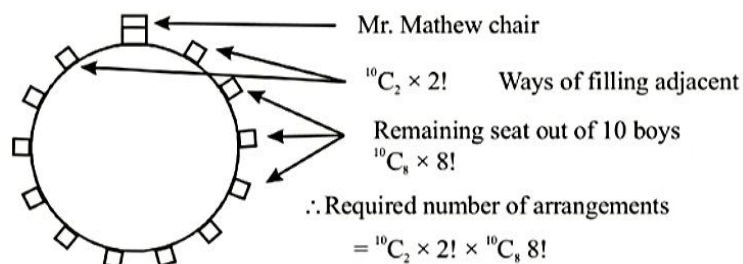 Mr. Mathew chair
¹⁰C₂ × 2! Ways of filling adjacent
Remaining seat out of 10 boys
¹⁰C₈ × 8!
∴Required number of arrangements
= ¹⁰C₂ × 2! × ¹⁰C₈ 8!